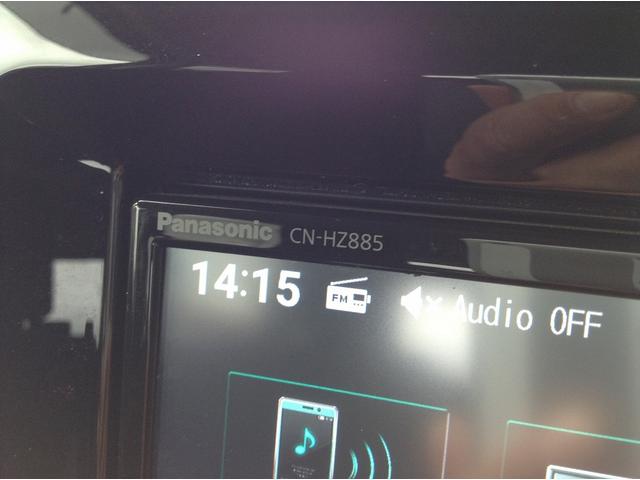 Panasonic CN-HZ885
14:15 FM Audio OFF